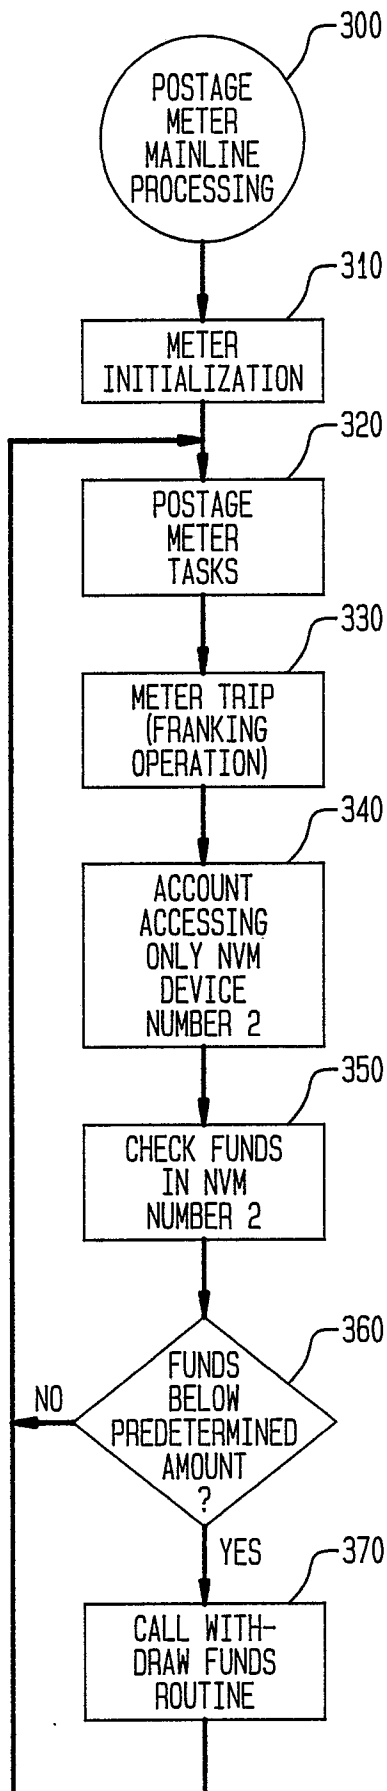 300
POSTAGE
METER
MAINLINE
PROCESSING
310
METER
INITIALIZATION
320
POSTAGE
METER
TASKS
330
METER TRIP
(FRANKING
OPERATION)
340
ACCOUNT
ACCESSING
ONLY NVM
DEVICE
NUMBER 2
350
CHECK FUNDS
IN NVM
NUMBER 2
360
FUNDS
BELOW
PREDETERMINED
AMOUNT
?
NO
YES
370
CALL WITH-
DRAW FUNDS
ROUTINE